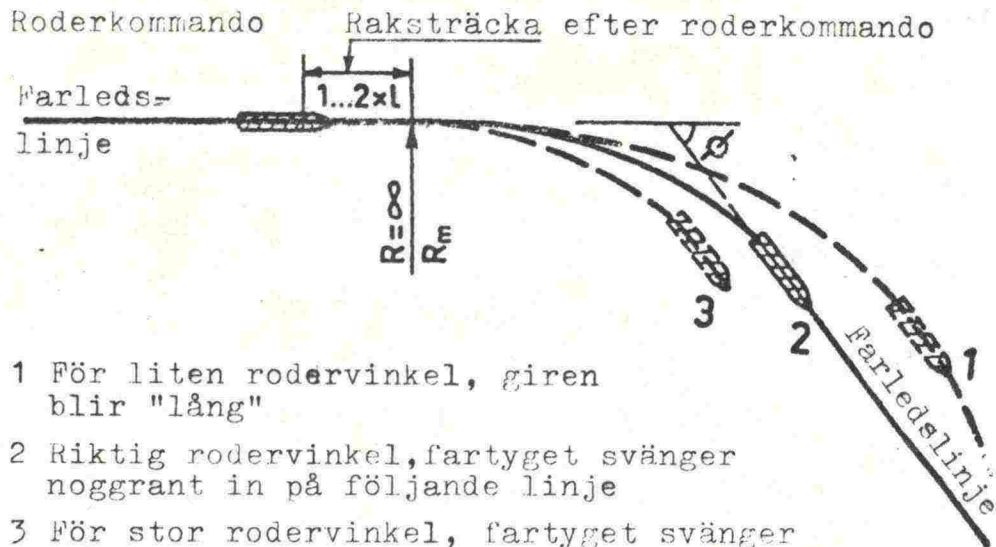 Roderkommando Raksträcka efter roderkommando
Farleds-
linje
1...2×L
R=∞
Rm
Ø
3
2
1
Farledslinje
1 För liten rodervinkel, giren
blir "lång"
2 Riktig rodervinkel,fartyget svänger
noggrant in på följande linje
3 För stor rodervinkel, fartyget svänger